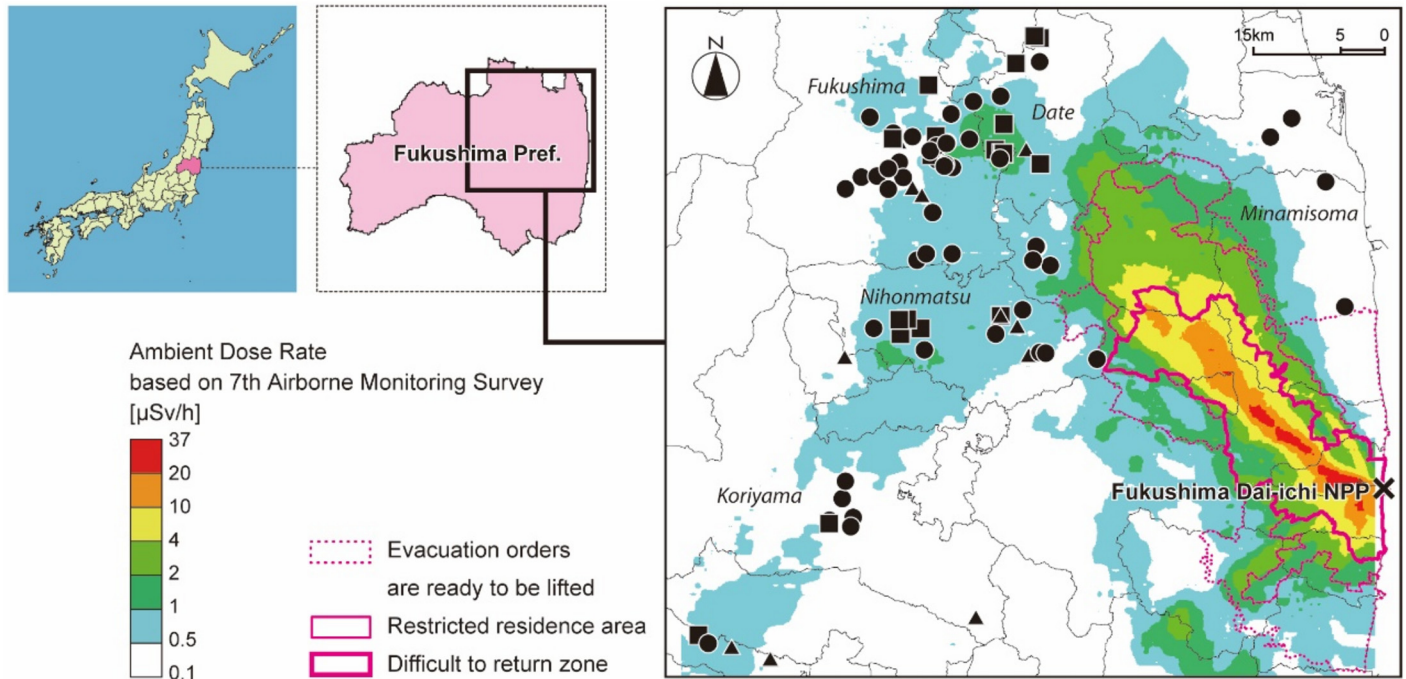 Fukushima Pref.
N
15km 5 0
Fukushima
Date
Minamisoma
Nihonmatsu
Koriyama
Fukushima Dai-ichi NPP
Ambient Dose Rate
based on 7th Airborne Monitoring Survey
[μSv/h]
37
20
10
4
2
1
0.5
0.1
Evacuation orders
are ready to be lifted
Restricted residence area
Difficult to return zone